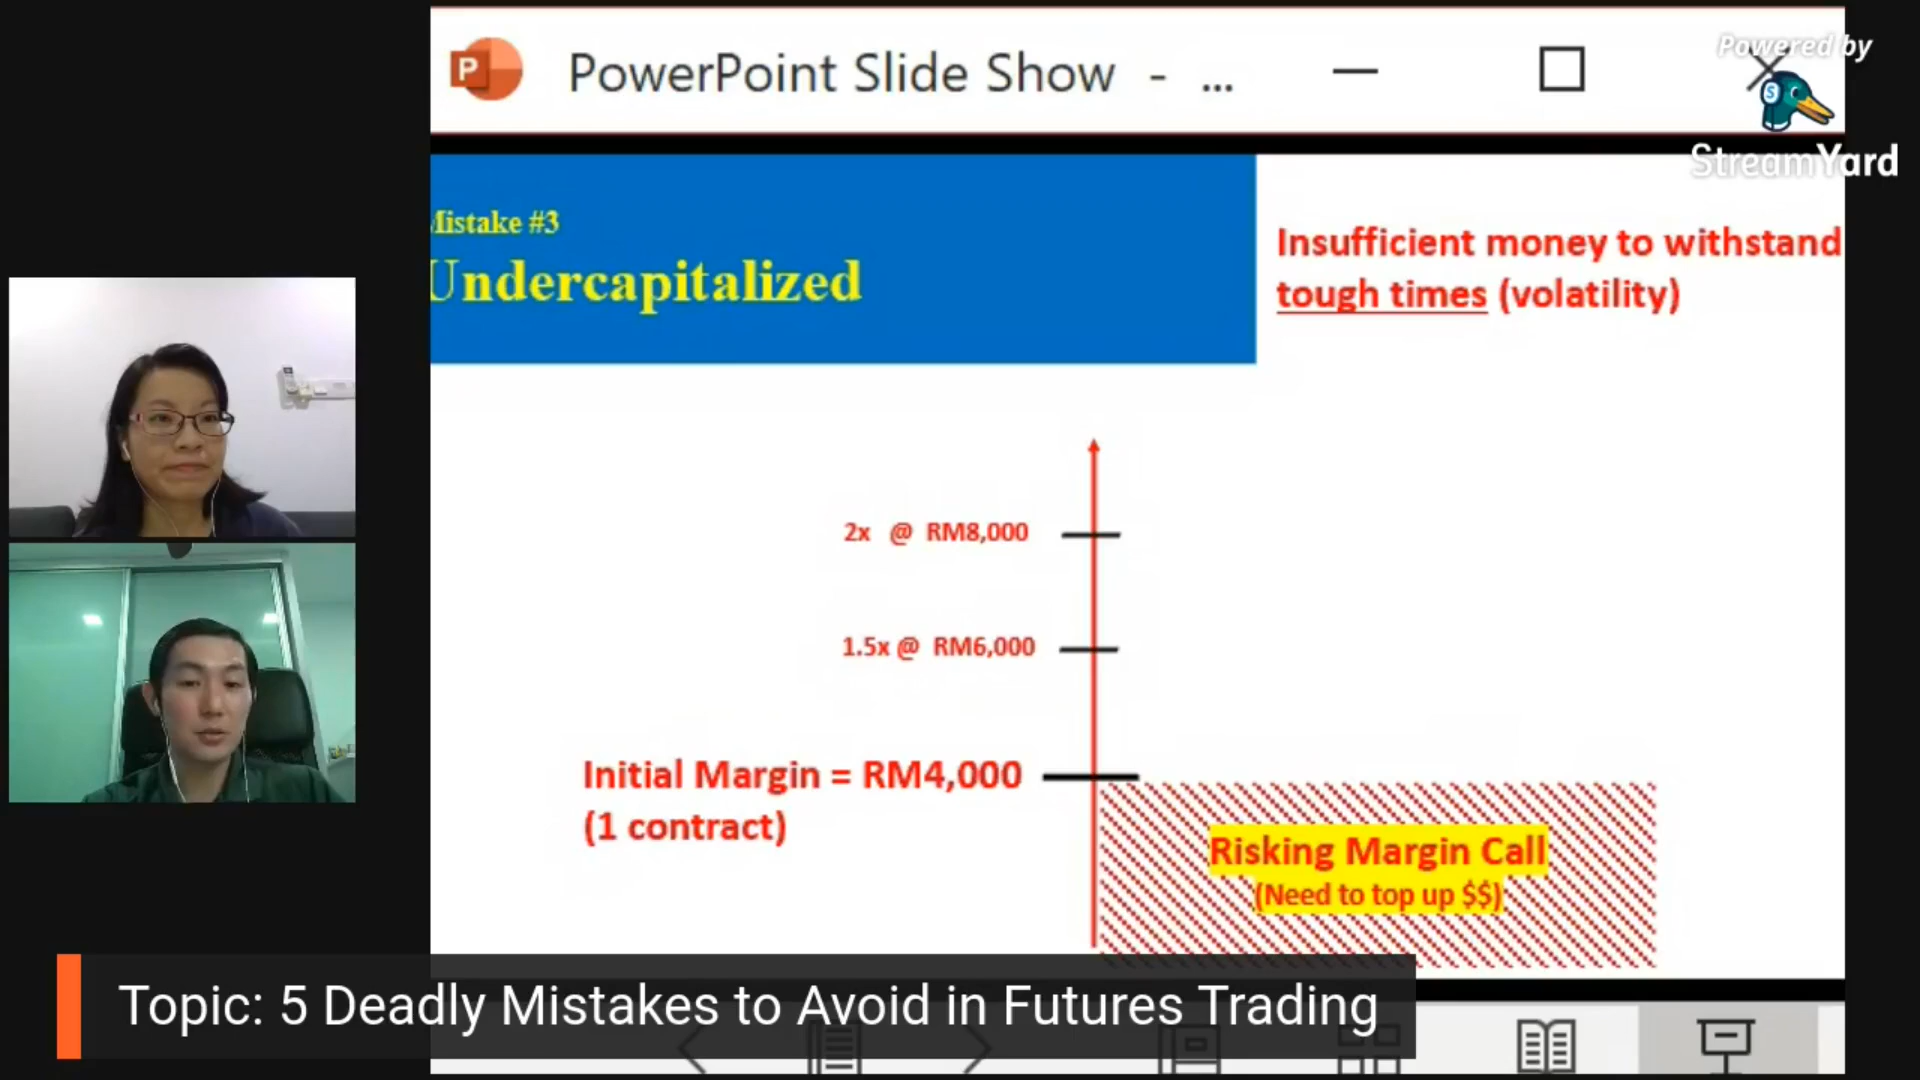 P PowerPoint Slide Show - ...
Powered by
S
StreamYard
Mistake #3
Undercapitalized
Insufficient money to withstand
tough times (volatility)
2x @ RM8,000
1.5x @ RM6,000
Initial Margin = RM4,000
(1 contract)
Risking Margin Call
(Need to top up $$)
Topic: 5 Deadly Mistakes to Avoid in Futures Trading